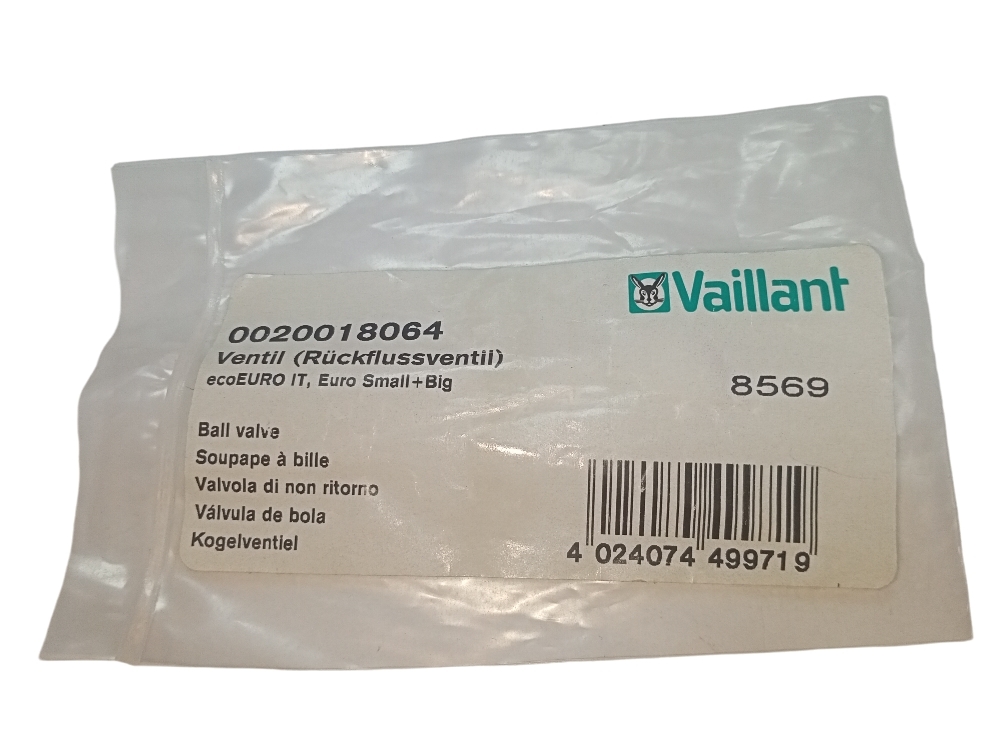 Vaillant
0020018064
Ventil (Rückflussventil)
ecoEURO IT, Euro Small+Big
8569
Ball valve
Soupape à bille
Valvola di non ritorno
Válvula de bola
Kogelventiel
4 024074 499719